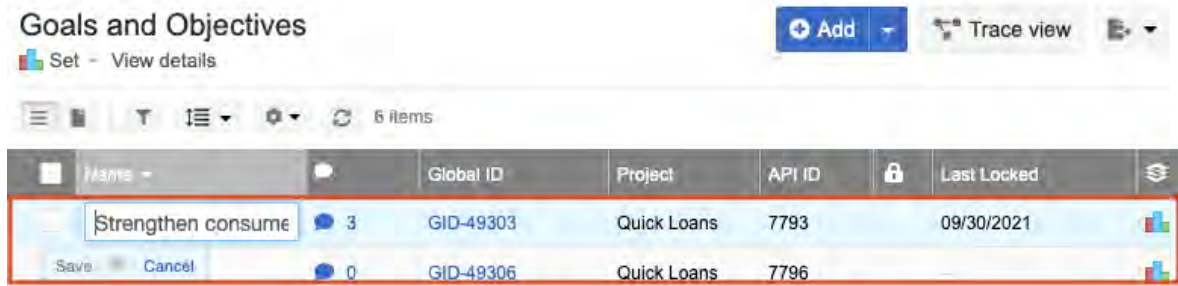 Goals and Objectives
Add
Trace view
Set - View details
6 items
Name Global ID Project API ID Last Locked
Strengthen consume 3 GID-49303 Quick Loans 7793 09/30/2021
Save Cancel 0 GID-49306 Quick Loans 7796